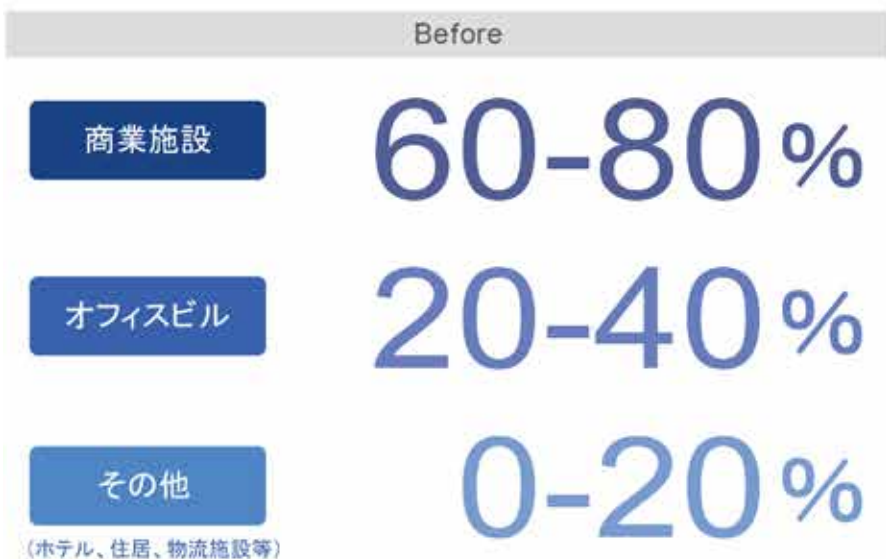 Before
商業施設
60-80%
オフィスビル
20-40%
その他
0-20%
(ホテル、住居、物流施設等)